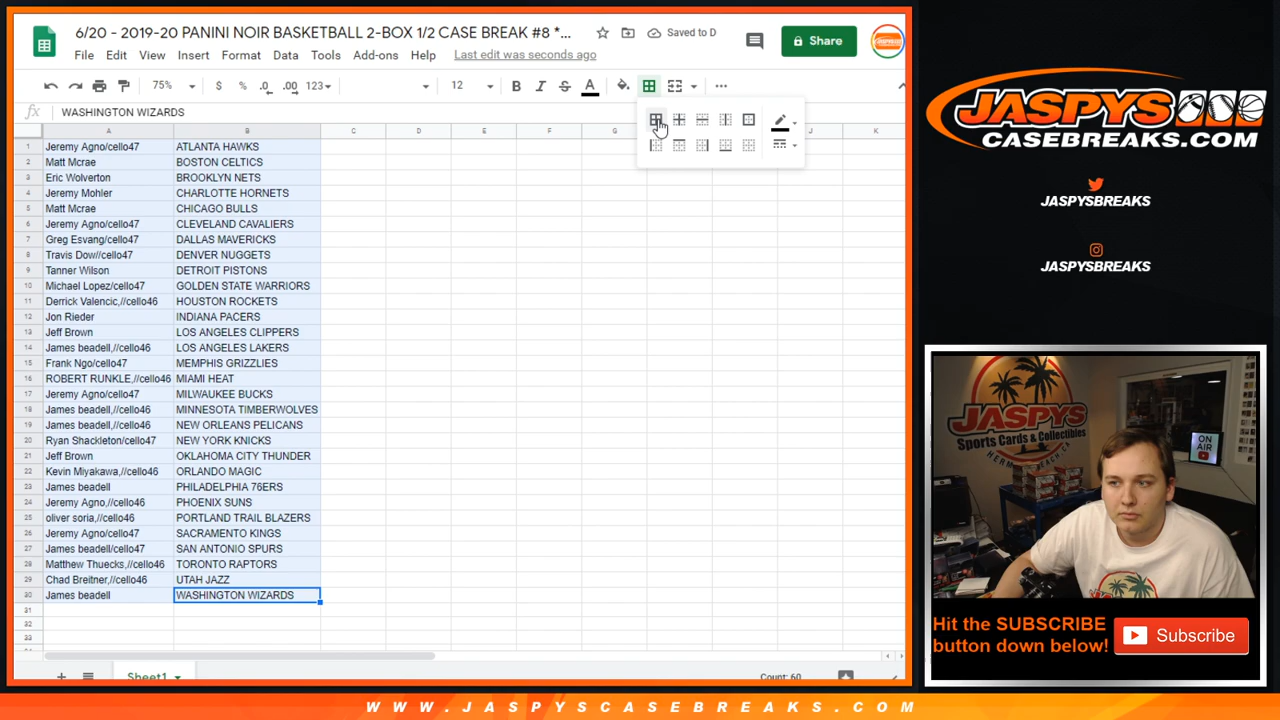 6/20 - 2019-20 PANINI NOIR BASKETBALL 2-BOX 1/2 CASE BREAK #8 *...
Saved to D
Share
File Edit View Insert Format Data Tools Add-ons Help Last edit was seconds ago
75% $ % .0 .00 123 12 B I S A
fx WASHINGTON WIZARDS
A B C D E F G J K
1 Jeremy Agno/cello47 ATLANTA HAWKS
2 Matt Mcrae BOSTON CELTICS
3 Eric Wolverton BROOKLYN NETS
4 Jeremy Mohler CHARLOTTE HORNETS
5 Matt Mcrae CHICAGO BULLS
6 Jeremy Agno/cello47 CLEVELAND CAVALIERS
7 Greg Esvang/cello47 DALLAS MAVERICKS
8 Travis Dow//cello47 DENVER NUGGETS
9 Tanner Wilson DETROIT PISTONS
10 Michael Lopez/cello47 GOLDEN STATE WARRIORS
11 Derrick Valencic,//cello46 HOUSTON ROCKETS
12 Jon Rieder INDIANA PACERS
13 Jeff Brown LOS ANGELES CLIPPERS
14 James beadell,//cello46 LOS ANGELES LAKERS
15 Frank Ngo/cello47 MEMPHIS GRIZZLIES
16 ROBERT RUNKLE,//cello46 MIAMI HEAT
17 Jeremy Agno/cello47 MILWAUKEE BUCKS
18 James beadell,//cello46 MINNESOTA TIMBERWOLVES
19 James beadell,//cello46 NEW ORLEANS PELICANS
20 Ryan Shackleton/cello47 NEW YORK KNICKS
21 Jeff Brown OKLAHOMA CITY THUNDER
22 Kevin Miyakawa,//cello46 ORLANDO MAGIC
23 James beadell PHILADELPHIA 76ERS
24 Jeremy Agno,//cello46 PHOENIX SUNS
25 oliver soria,//cello46 PORTLAND TRAIL BLAZERS
26 Jeremy Agno//cello47 SACRAMENTO KINGS
27 James beadell/cello47 SAN ANTONIO SPURS
28 Matthew Thuecks,//cello46 TORONTO RAPTORS
29 Chad Breitner,//cello46 UTAH JAZZ
30 James beadell WASHINGTON WIZARDS
31
32
33
Sheet1
Count: 60
JASPYS
CASEBREAKS.COM
JASPYSBREAKS
JASPYSBREAKS
JASPYS
Sports Cards & Collectibles
ON
AIR
Hit the SUBSCRIBE
button down below!
Subscribe
WWW.JASPYSCASEBREAKS.COM